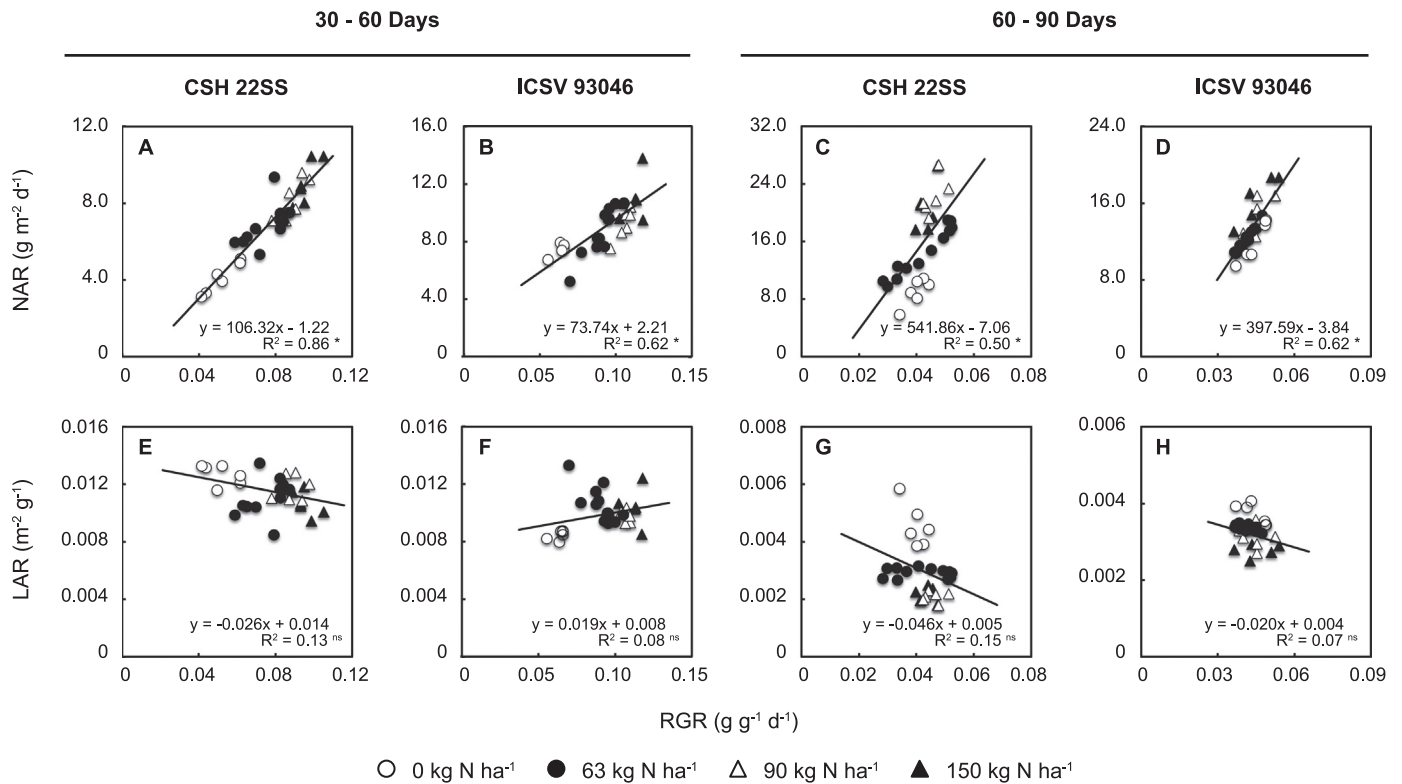 30 - 60 Days
60 - 90 Days
CSH 22SS
ICSV 93046
CSH 22SS
ICSV 93046
NAR (g m⁻² d⁻¹)
12.0
8.0
4.0
0
A
y = 106.32x - 1.22
R² = 0.86 *
0 0.04 0.08 0.12
16.0
12.0
8.0
4.0
0
B
y = 73.74x + 2.21
R² = 0.62 *
0 0.05 0.10 0.15
32.0
24.0
16.0
8.0
0
C
y = 541.86x - 7.06
R² = 0.50 *
0 0.02 0.04 0.06 0.08
24.0
16.0
8.0
0
D
y = 397.59x - 3.84
R² = 0.62 *
0 0.03 0.06 0.09
LAR (m⁻² g⁻¹)
0.016
0.012
0.008
0.004
0
E
y = -0.026x + 0.014
R² = 0.13 ns
0 0.04 0.08 0.12
0.016
0.012
0.008
0.004
0
F
y = 0.019x + 0.008
R² = 0.08 ns
0 0.05 0.10 0.15
0.008
0.006
0.004
0.002
0
G
y = -0.046x + 0.005
R² = 0.15 ns
0 0.02 0.04 0.06 0.08
0.006
0.004
0.002
0
H
y = -0.020x + 0.004
R² = 0.07 ns
0 0.03 0.06 0.09
RGR (g g⁻¹ d⁻¹)
0 kg N ha⁻¹ 63 kg N ha⁻¹ 90 kg N ha⁻¹ 150 kg N ha⁻¹